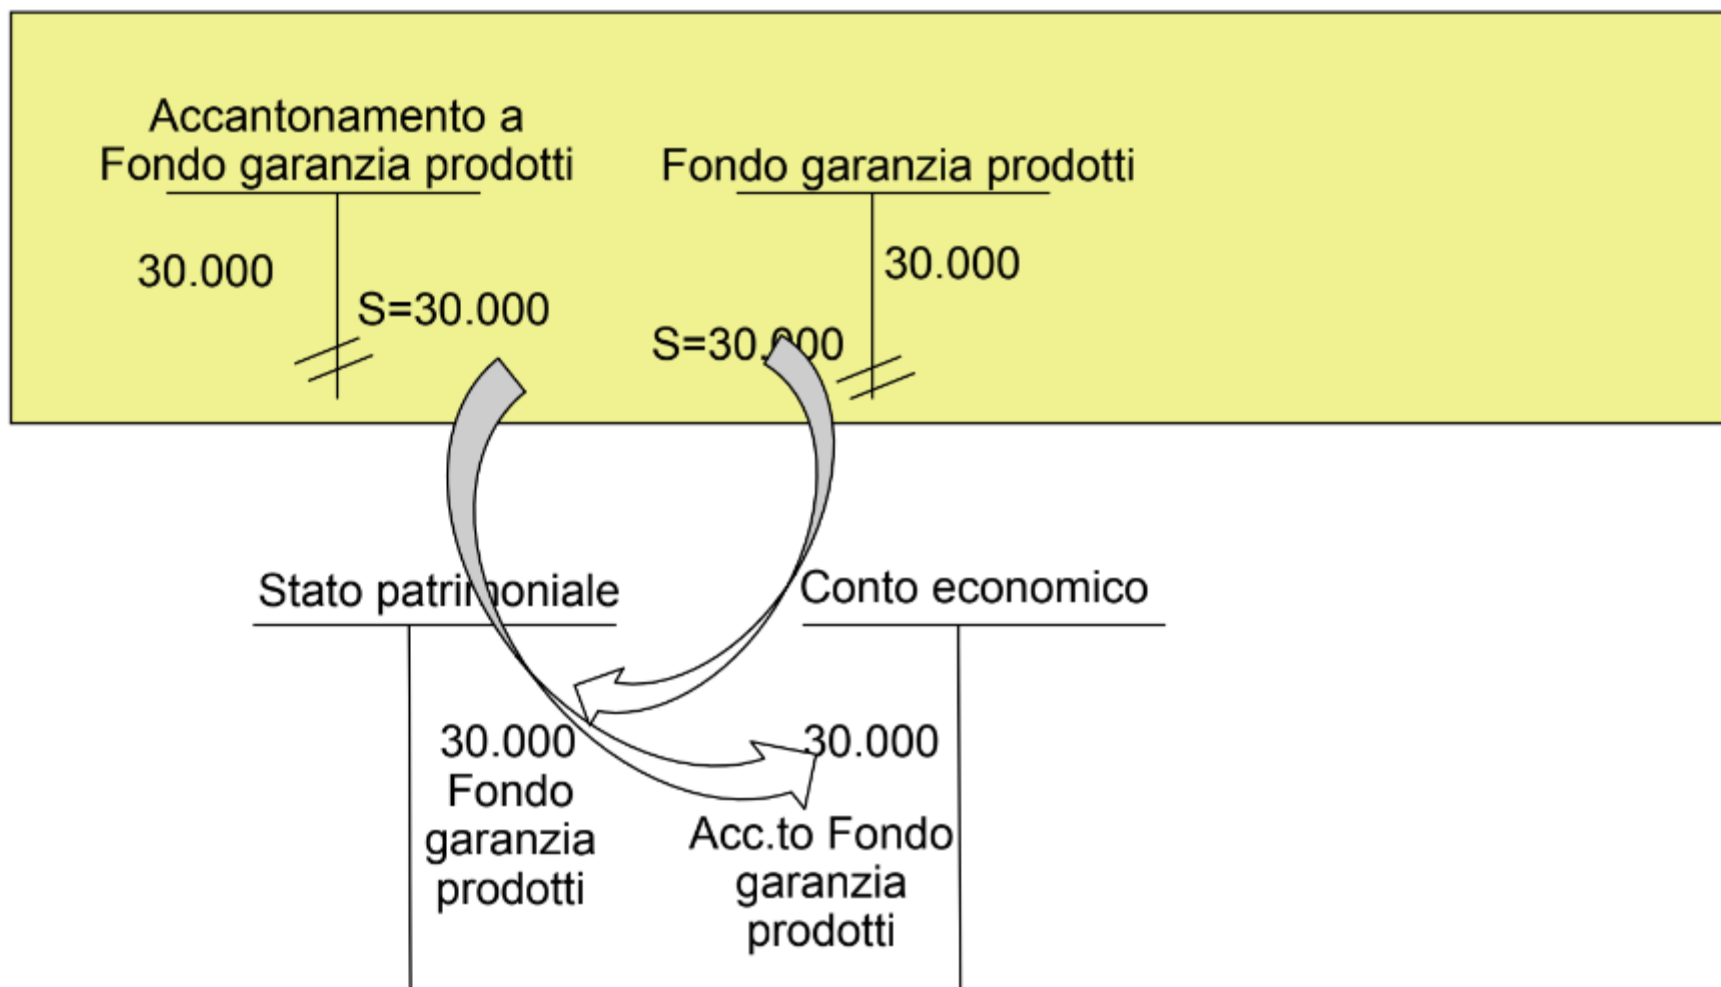 Accantonamento a
Fondo garanzia prodotti
Fondo garanzia prodotti
30.000
30.000
S=30.000
S=30.000
Stato patrimoniale
Conto economico
30.000
Fondo
garanzia
prodotti
30.000
Acc.to Fondo
garanzia
prodotti